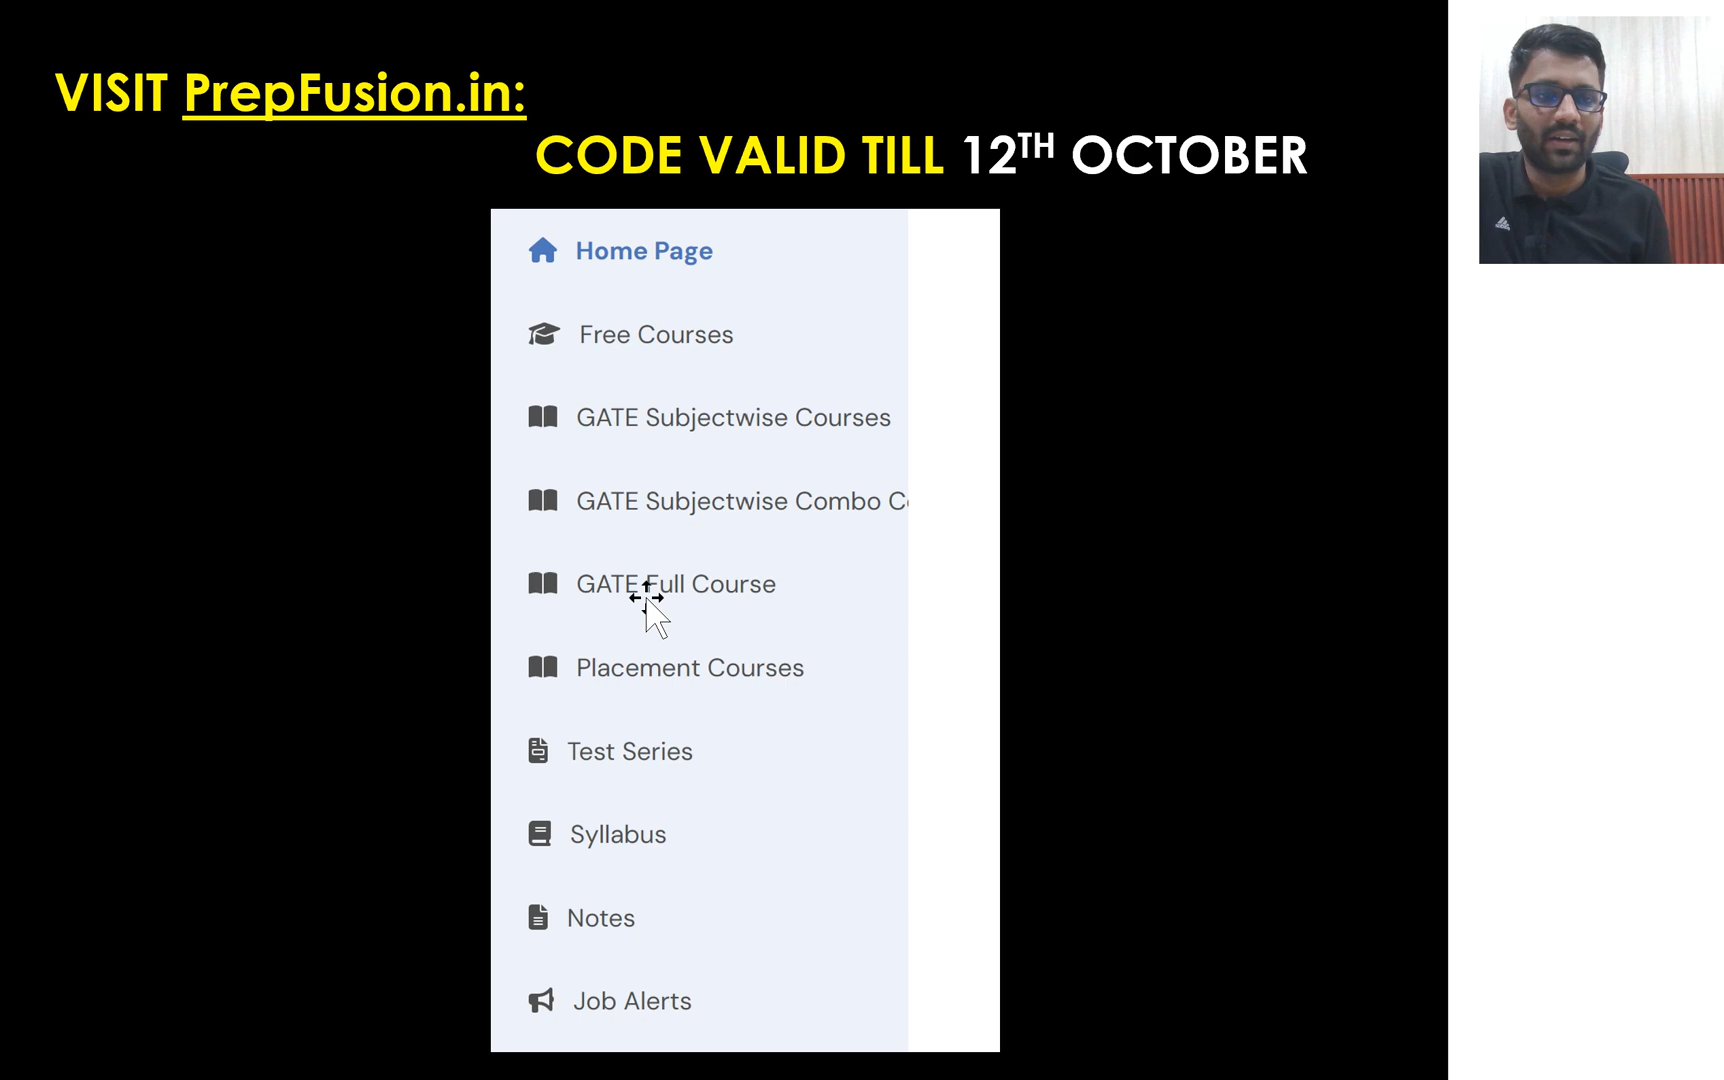 VISIT PrepFusion.in:
CODE VALID TILL 12TH OCTOBER
Home Page
Free Courses
GATE Subjectwise Courses
GATE Subjectwise Combo C
GATE Full Course
Placement Courses
Test Series
Syllabus
Notes
Job Alerts